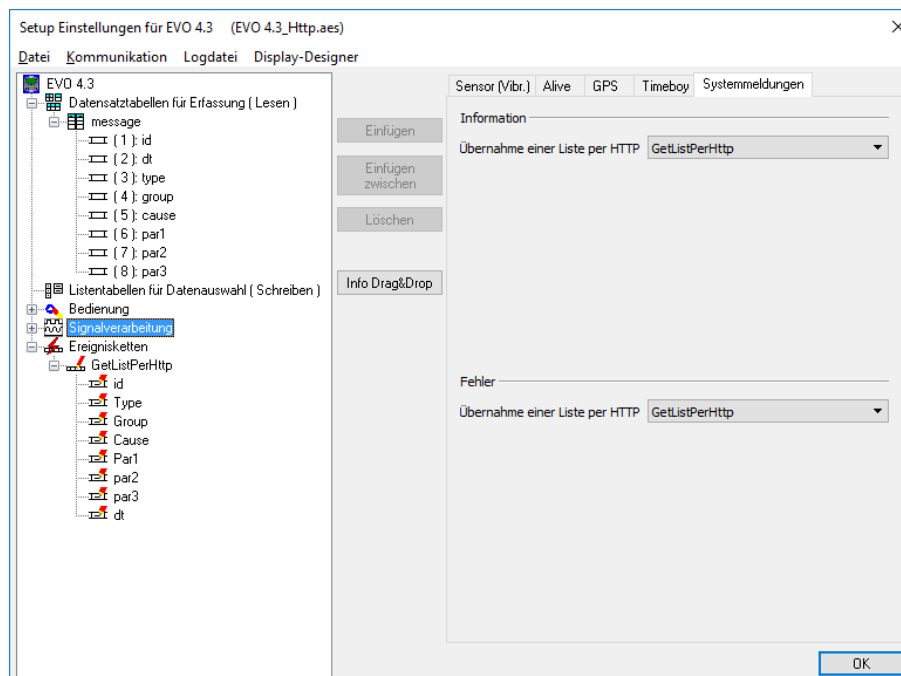 Setup Einstellungen für EVO 4.3 (EVO 4.3_Http.aes)
Datei Kommunikation Logdatei Display-Designer
EVO 4.3
Datensatztabellen für Erfassung ( Lesen )
message
( 1 ): id
( 2 ): dt
( 3 ): type
( 4 ): group
( 5 ): cause
( 6 ): par1
( 7 ): par2
( 8 ): par3
Listentabellen für Datenauswahl ( Schreiben )
Bedienung
Signalverarbeitung
Ereignisketten
GetListPerHttp
id
Type
Group
Cause
Par1
par2
par3
dt
Einfügen
Einfügen
zwischen
Löschen
Info Drag&Drop
Sensor (Vibr.) Alive GPS Timeboy Systemmeldungen
Information
Übernahme einer Liste per HTTP GetListPerHttp
Fehler
Übernahme einer Liste per HTTP GetListPerHttp
OK